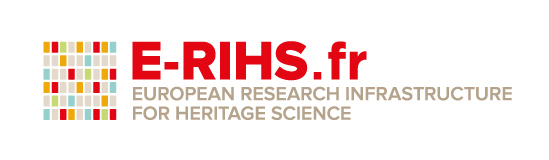 E-RIHS.fr
EUROPEAN RESEARCH INFRASTRUCTURE
FOR HERITAGE SCIENCE